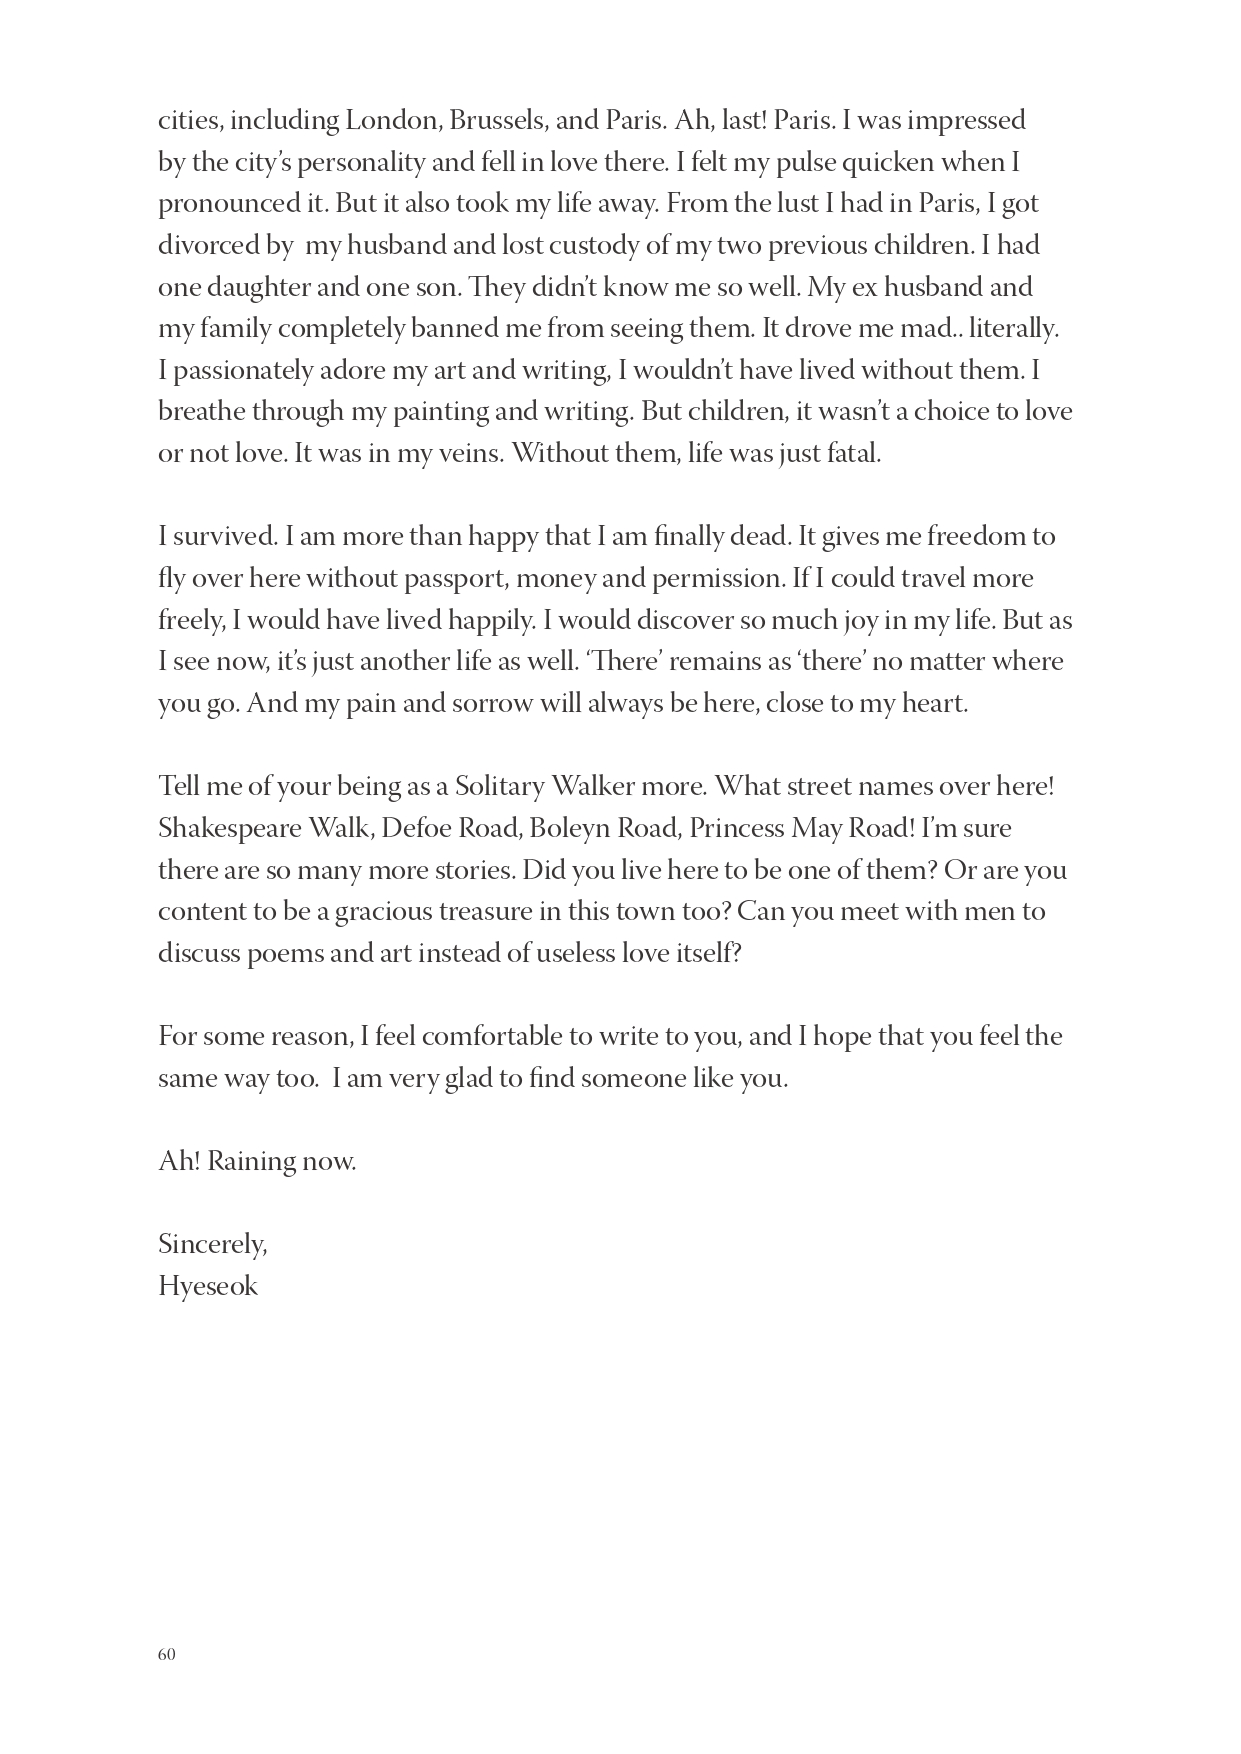 cities, including London, Brussels, and Paris. Ah, last! Paris. I was impressed
by the city’s personality and fell in love there. I felt my pulse quicken when I
pronounced it. But it also took my life away. From the lust I had in Paris, I got
divorced by  my husband and lost custody of my two previous children. I had
one daughter and one son. They didn’t know me so well. My ex husband and
my family completely banned me from seeing them. It drove me mad.. literally.
I passionately adore my art and writing, I wouldn’t have lived without them. I
breathe through my painting and writing. But children, it wasn’t a choice to love
or not love. It was in my veins. Without them, life was just fatal.

I survived. I am more than happy that I am finally dead. It gives me freedom to
fly over here without passport, money and permission. If I could travel more
freely, I would have lived happily. I would discover so much joy in my life. But as
I see now, it’s just another life as well. ‘There’ remains as ‘there’ no matter where
you go. And my pain and sorrow will always be here, close to my heart.

Tell me of your being as a Solitary Walker more. What street names over here!
Shakespeare Walk, Defoe Road, Boleyn Road, Princess May Road! I’m sure
there are so many more stories. Did you live here to be one of them? Or are you
content to be a gracious treasure in this town too? Can you meet with men to
discuss poems and art instead of useless love itself?

For some reason, I feel comfortable to write to you, and I hope that you feel the
same way too.  I am very glad to find someone like you.

Ah! Raining now.

Sincerely,
Hyeseok

60